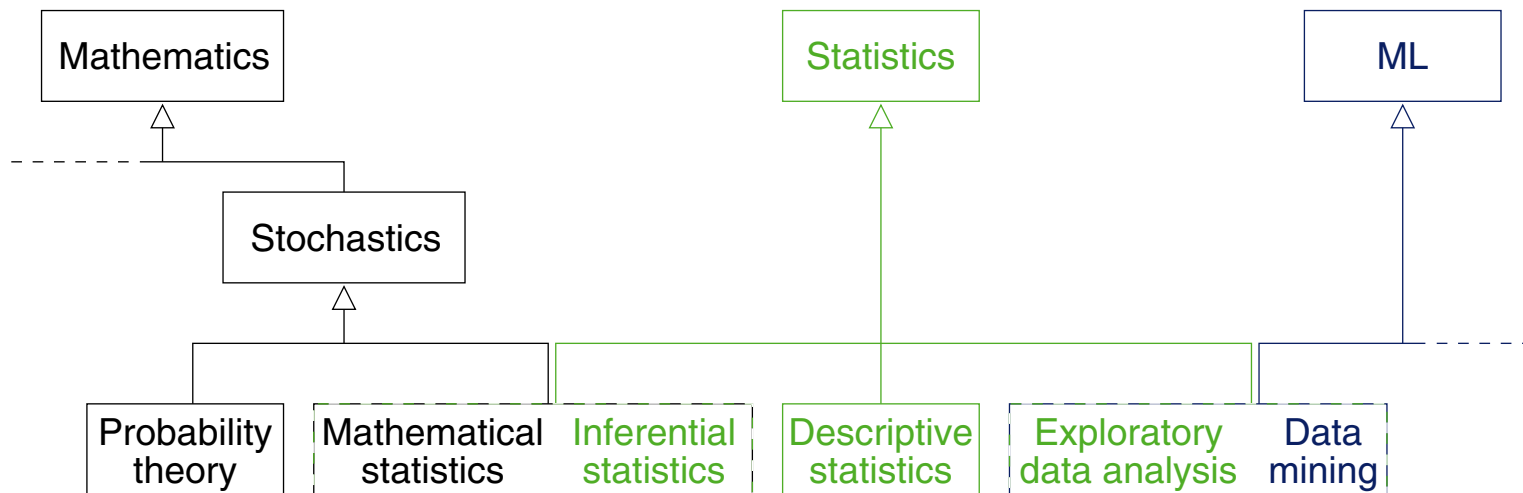 Mathematics
Statistics
ML
Stochastics
Probability
theory
Mathematical
statistics
Inferential
statistics
Descriptive
statistics
Exploratory
data analysis
Data
mining